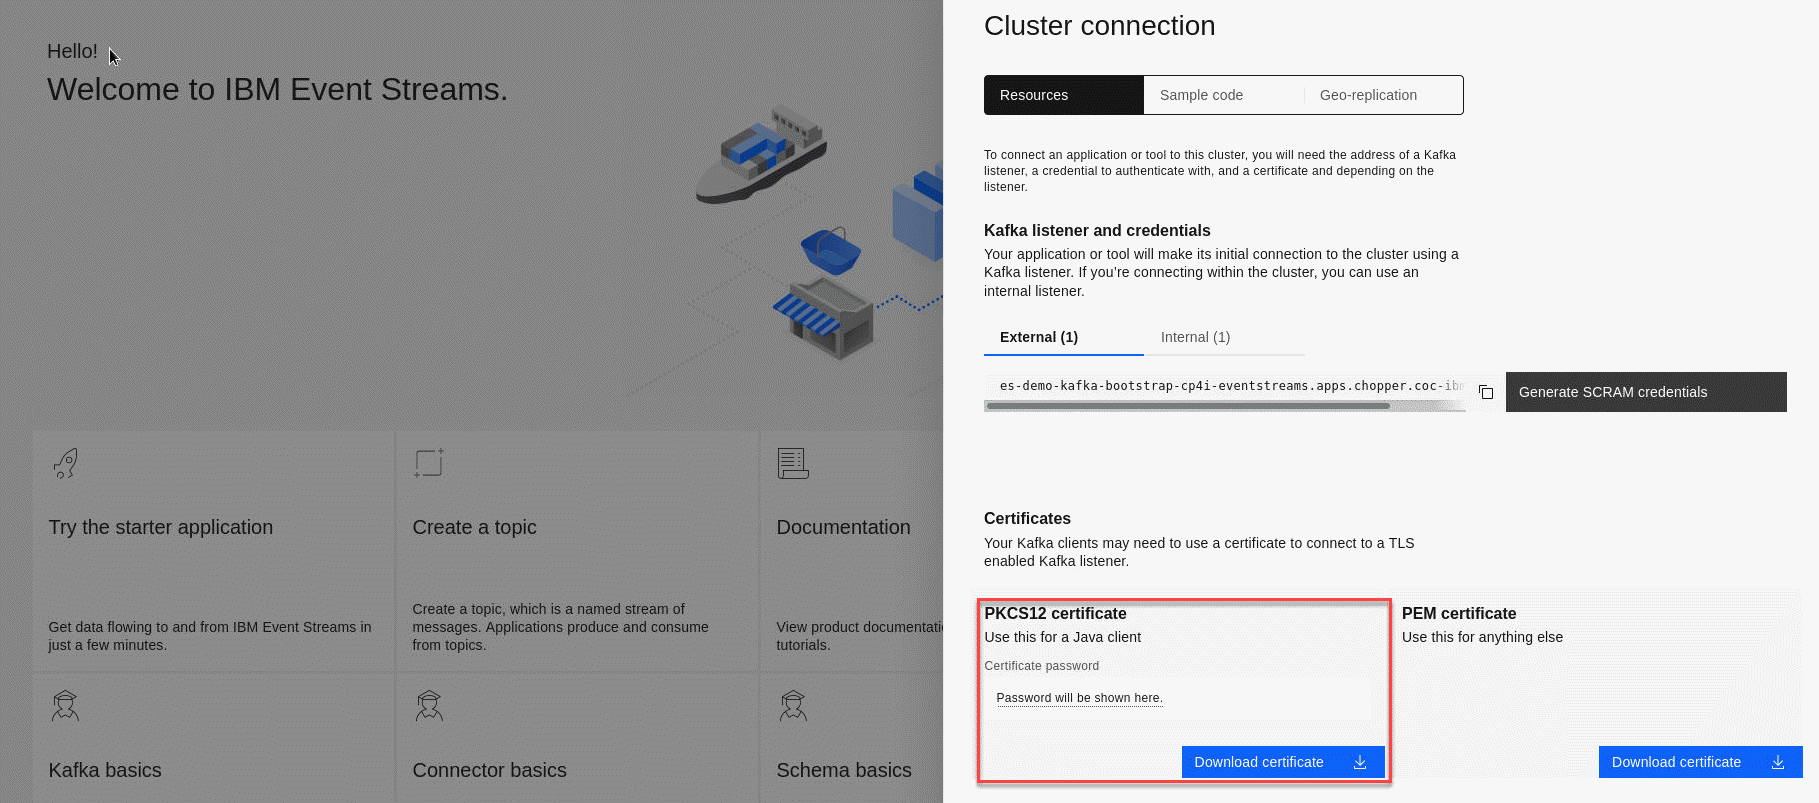 Hello!
Welcome to IBM Event Streams.
Try the starter application
Get data flowing to and from IBM Event Streams in
just a few minutes.
Create a topic
Create a topic, which is a named stream of
messages. Applications produce and consume
from topics.
Documentation
View product
tutorials.
Kafka basics
Connector basics
Schema basics
Cluster connection
Resources
Sample code
Geo-replication
To connect an application or tool to this cluster, you will need the address of a Kafka
listener, a credential to authenticate with, and a certificate and depending on the
listener.
Kafka listener and credentials
Your application or tool will make its initial connection to the cluster using a
Kafka listener. If you’re connecting within the cluster, you can use an
internal listener.
External (1)
Internal (1)
es-demo-kafka-bootstrap-cp4i-eventstreams.apps.chopper.coc-ibm
Generate SCRAM credentials
Certificates
Your Kafka clients may need to use a certificate to connect to a TLS
enabled Kafka listener.
PKCS12 certificate
Use this for a Java client
Certificate password
Password will be shown here.
Download certificate
PEM certificate
Use this for anything else
Download certificate